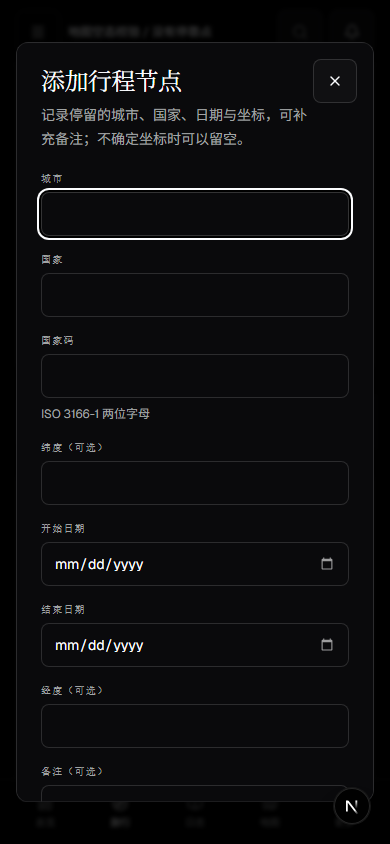 添加行程节点
记录停留的城市、国家、日期与坐标，可补
充备注；不确定坐标时可以留空。
城市
国家
国家码
ISO 3166-1 两位字母
纬度（可选）
开始日期
mm/dd/yyyy
结束日期
mm/dd/yyyy
经度（可选）
备注（可选）
N